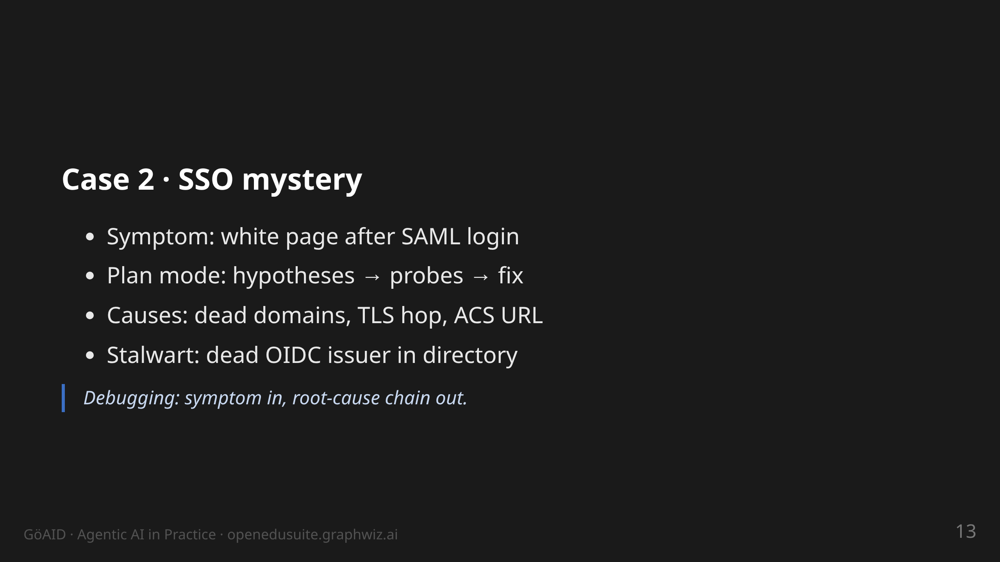 Case 2 · SSO mystery
• Symptom: white page after SAML login
• Plan mode: hypotheses → probes → fix
• Causes: dead domains, TLS hop, ACS URL
• Stalwart: dead OIDC issuer in directory
Debugging: symptom in, root-cause chain out.
GöAID · Agentic AI in Practice · openedusuite.graphwiz.ai
13